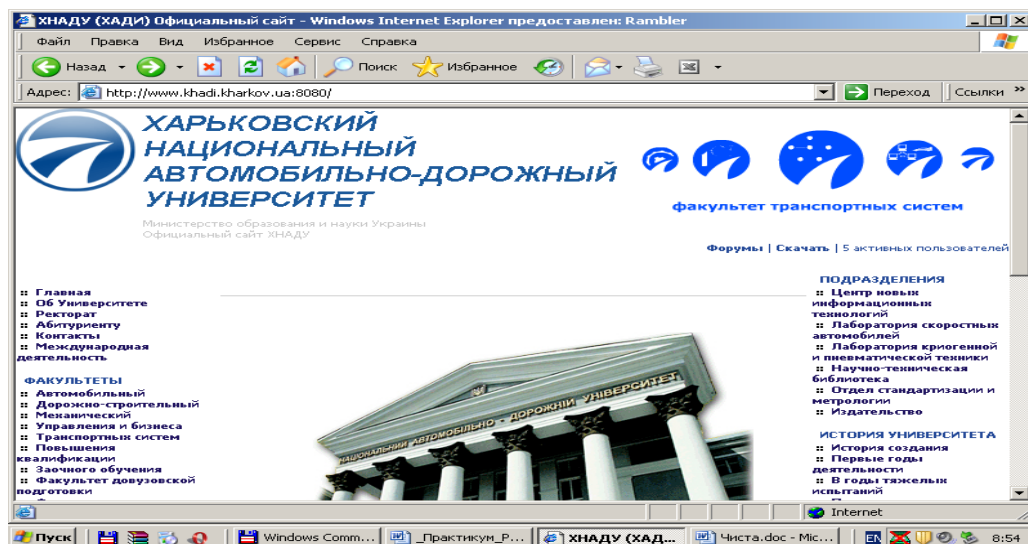 ХНАДУ (ХАДИ) Официальный сайт - Windows Internet Explorer предоставлен: Rambler
Файл Правка Вид Избранное Сервис Справка
Назад Поиск Избранное
Адрес: http://www.khadi.kharkov.ua:8080/ Переход Ссылки »
ХАРЬКОВСКИЙ
НАЦИОНАЛЬНЫЙ
АВТОМОБИЛЬНО-ДОРОЖНЫЙ
УНИВЕРСИТЕТ
Министерство образования и науки Украины
Официальный сайт ХНАДУ
факультет транспортных систем
Форумы | Скачать | 5 активных пользователей
:: Главная
:: Об Университете
:: Ректорат
:: Абитуриенту
:: Контакты
:: Международная
деятельность
ФАКУЛЬТЕТЫ
:: Автомобильный
:: Дорожно-строительный
:: Механический
:: Управления и бизнеса
:: Транспортных систем
:: Повышения
квалификации
:: Заочного обучения
:: Факультет довузовской
подготовки
НАЦІОНАЛЬНИЙ АВТОМОБІЛЬНО - ДОРОЖНІЙ УНІВЕРСИТЕТ
ПОДРАЗДЕЛЕНИЯ
:: Центр новых
информационных
технологий
:: Лаборатория скоростных
автомобилей
:: Лаборатория криогенной
и пневматической техники
:: Научно-техническая
библиотека
:: Отдел стандартизации и
метрологии
:: Издательство
ИСТОРИЯ УНИВЕРСИТЕТА
:: История создания
:: Первые годы
деятельности
:: В годы тяжелых
испытаний
Internet
Пуск Windows Comm... _Практикум_Р... ХНАДУ (ХАД... Чиста.doc - Mic... EN 8:54